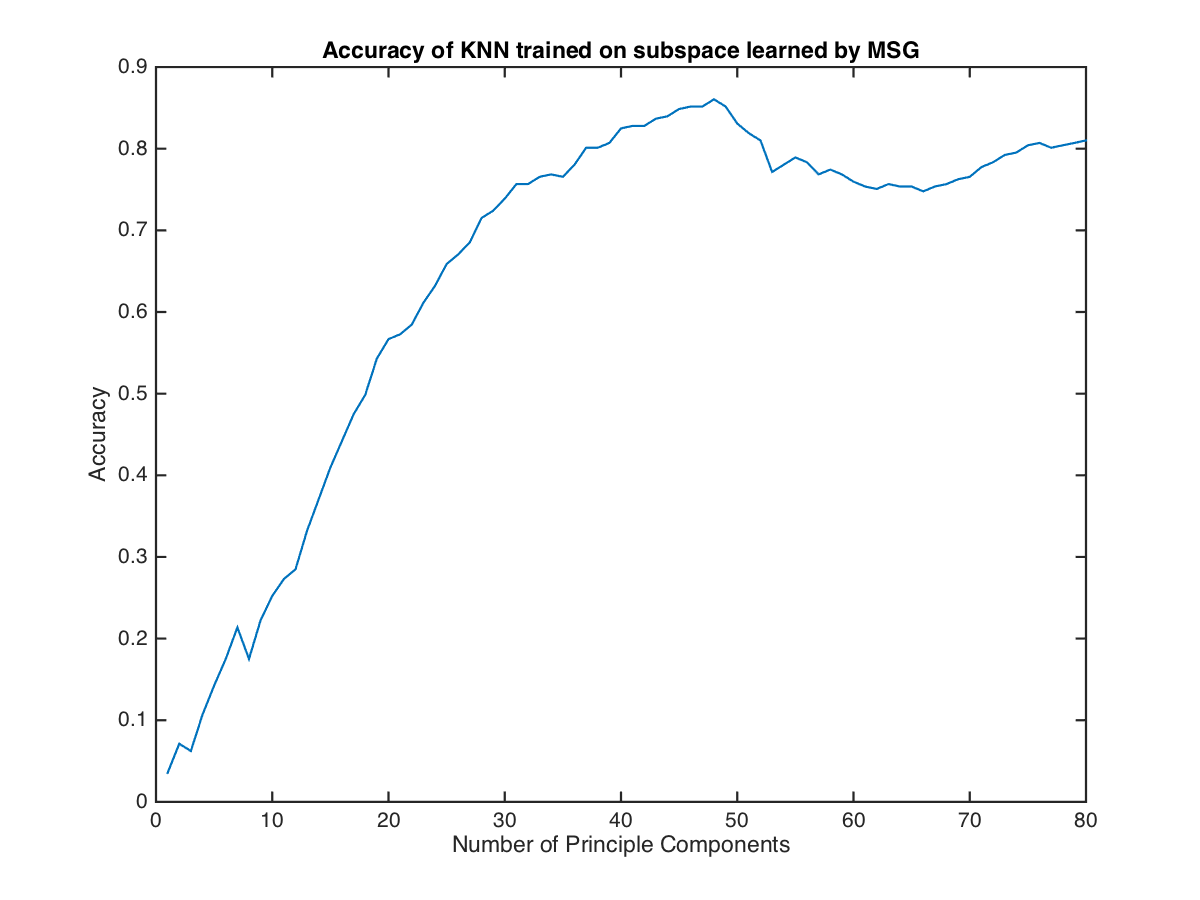 Accuracy of KNN trained on subspace learned by MSG
0.9
0.8
0.7
0.6
0.5
0.4
0.3
0.2
0.1
0
Accuracy
0 10 20 30 40 50 60 70 80
Number of Principle Components